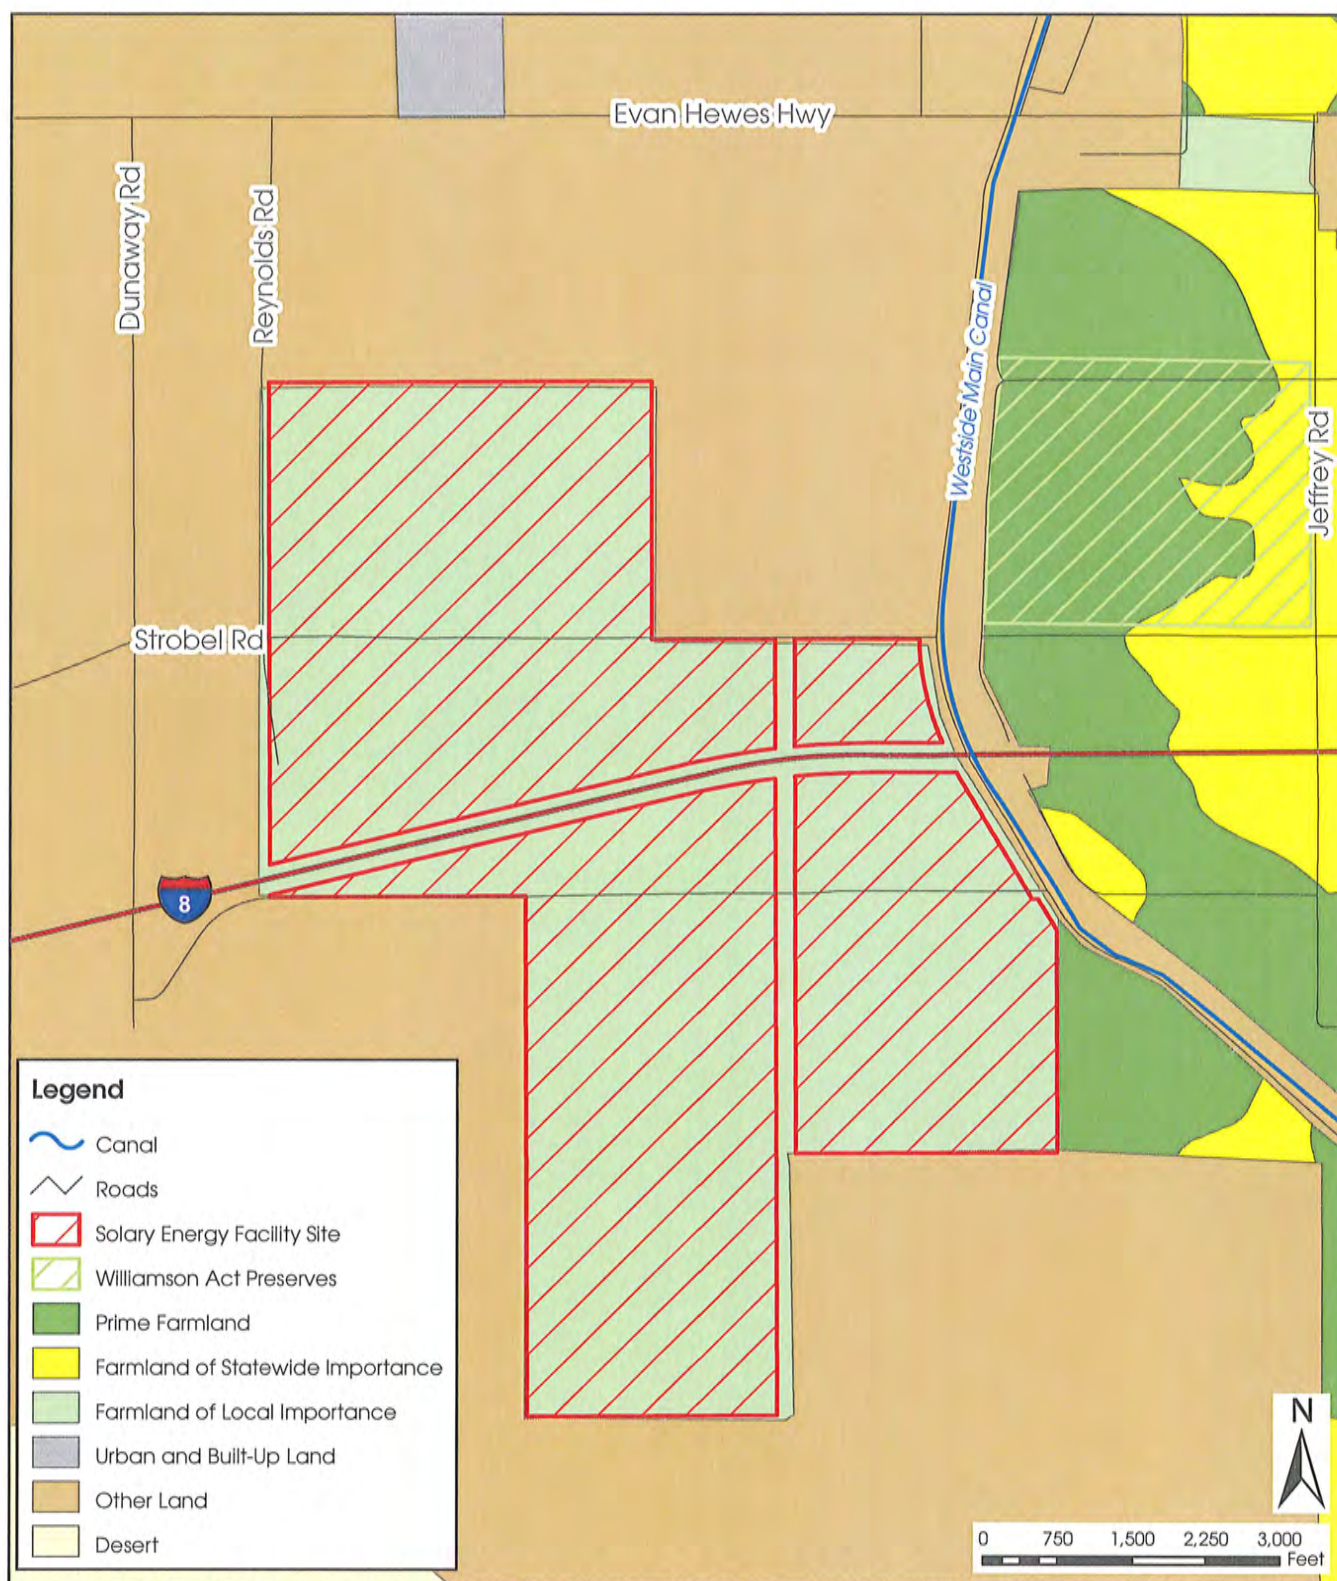 Evan Hewes Hwy
Dunaway Rd
Reynolds Rd
Westside Main Canal
Jeffrey Rd
Strobel Rd
8
Legend
Canal
Roads
Solary Energy Facility Site
Williamson Act Preserves
Prime Farmland
Farmland of Statewide Importance
Farmland of Local Importance
Urban and Built-Up Land
Other Land
Desert
N
0 750 1,500 2,250 3,000
Feet